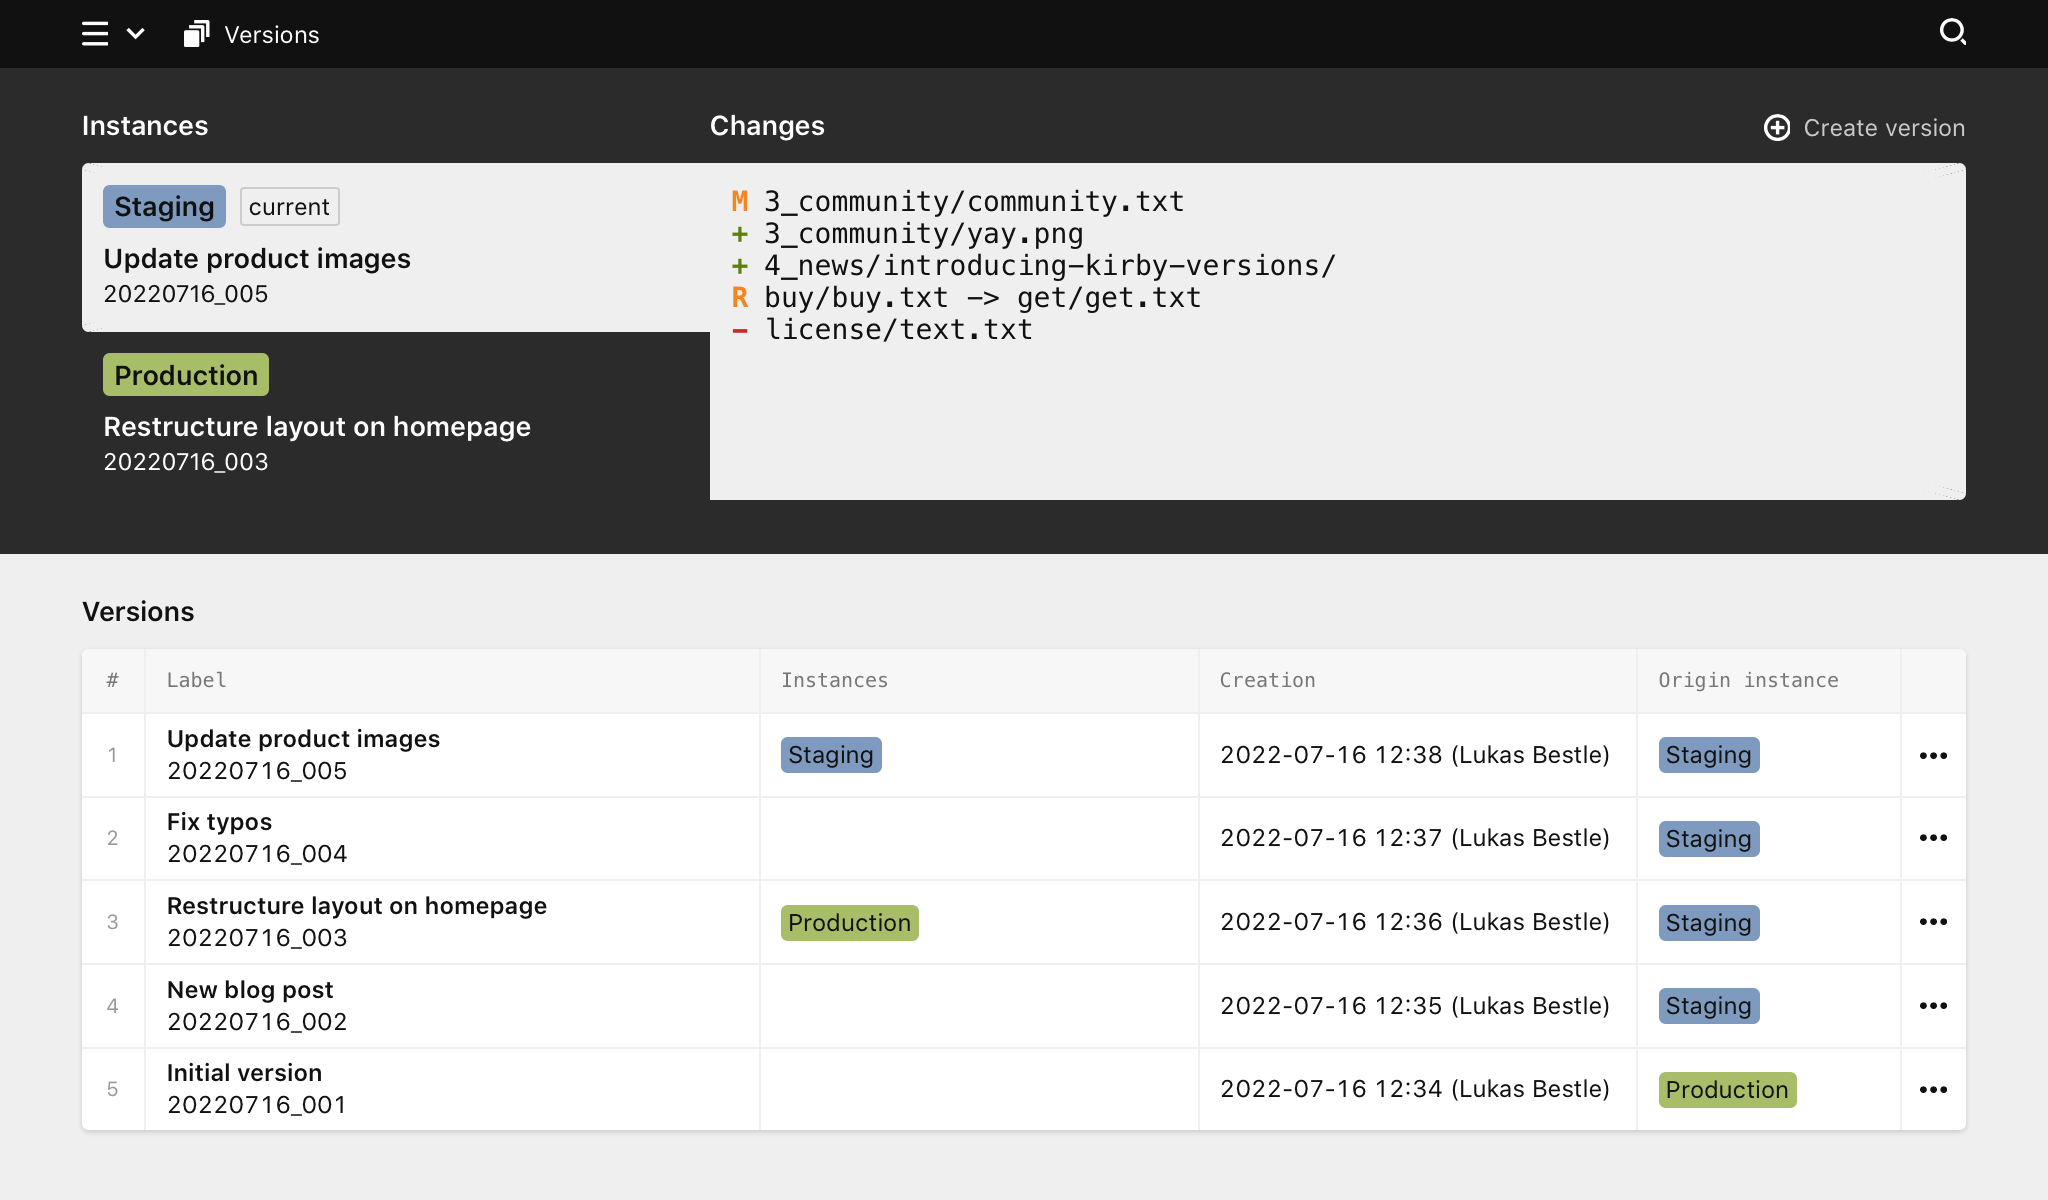 Versions
Instances
Changes
Create version
Staging current
Update product images
20220716_005
Production
Restructure layout on homepage
20220716_003
M 3_community/community.txt
+ 3_community/yay.png
+ 4_news/introducing-kirby-versions/
R buy/buy.txt -> get/get.txt
- license/text.txt
Versions
# Label Instances Creation Origin instance
1 Update product images Staging 2022-07-16 12:38 (Lukas Bestle) Staging
20220716_005
2 Fix typos 2022-07-16 12:37 (Lukas Bestle) Staging
20220716_004
3 Restructure layout on homepage Production 2022-07-16 12:36 (Lukas Bestle) Staging
20220716_003
4 New blog post 2022-07-16 12:35 (Lukas Bestle) Staging
20220716_002
5 Initial version 2022-07-16 12:34 (Lukas Bestle) Production
20220716_001